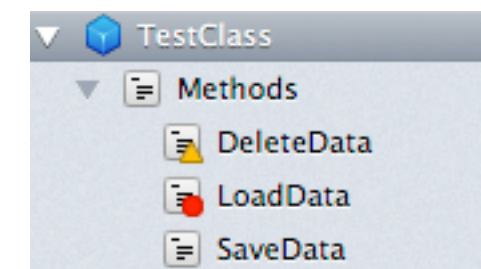 TestClass
Methods
DeleteData
LoadData
SaveData